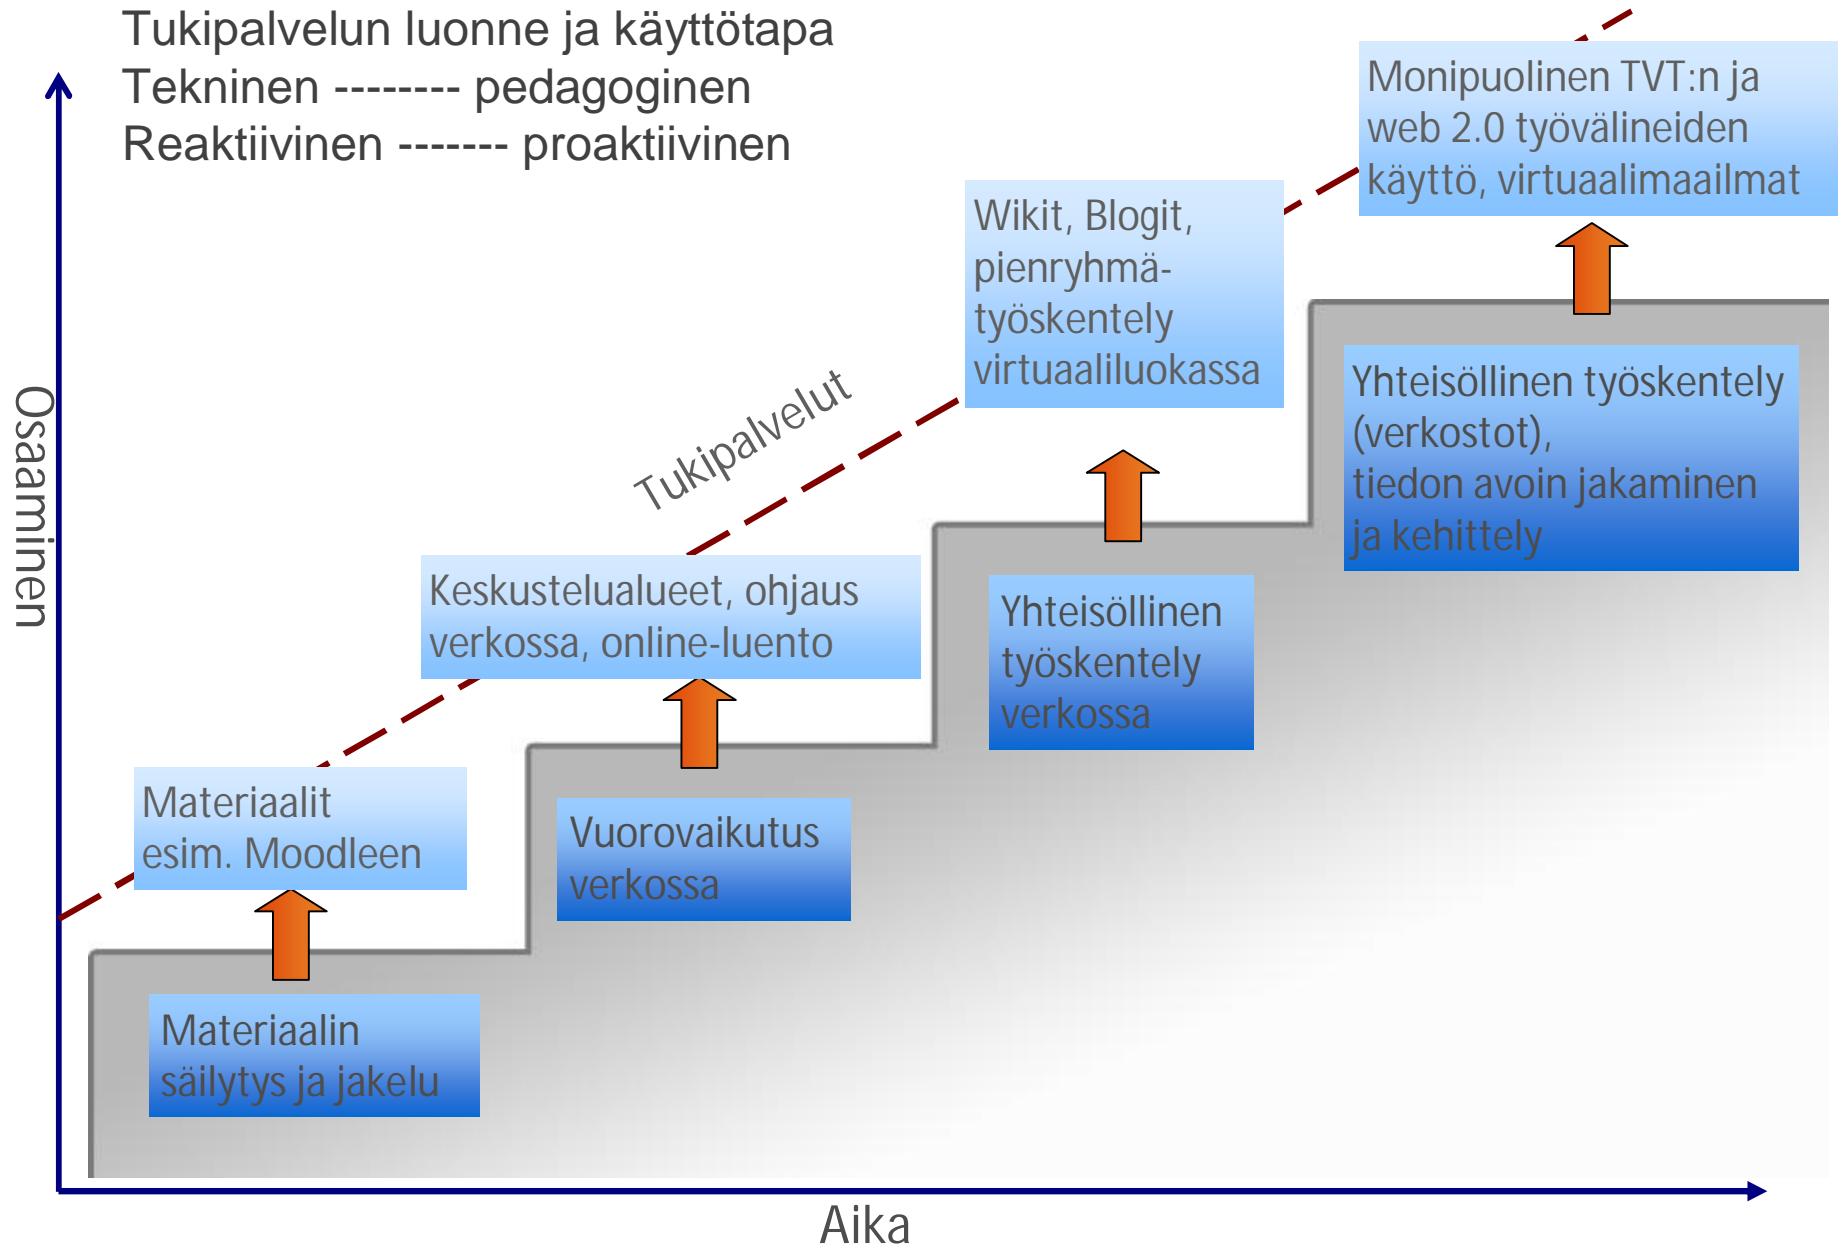 Tukipalvelun luonne ja käyttötapa
Tekninen -------- pedagoginen
Reaktiivinen ------- proaktiivinen
Monipuolinen TVT:n ja
web 2.0 työvälineiden
käyttö, virtuaalimaailmat
Wikit, Blogit,
pienryhmä-
työskentely
virtuaaliluokassa
Yhteisöllinen työskentely
(verkostot),
tiedon avoin jakaminen
ja kehittely
Tukipalvelut
Osaaminen
Keskustelualueet, ohjaus
verkossa, online-luento
Yhteisöllinen
työskentely
verkossa
Materiaalit
esim. Moodleen
Vuorovaikutus
verkossa
Materiaalin
säilytys ja jakelu
Aika